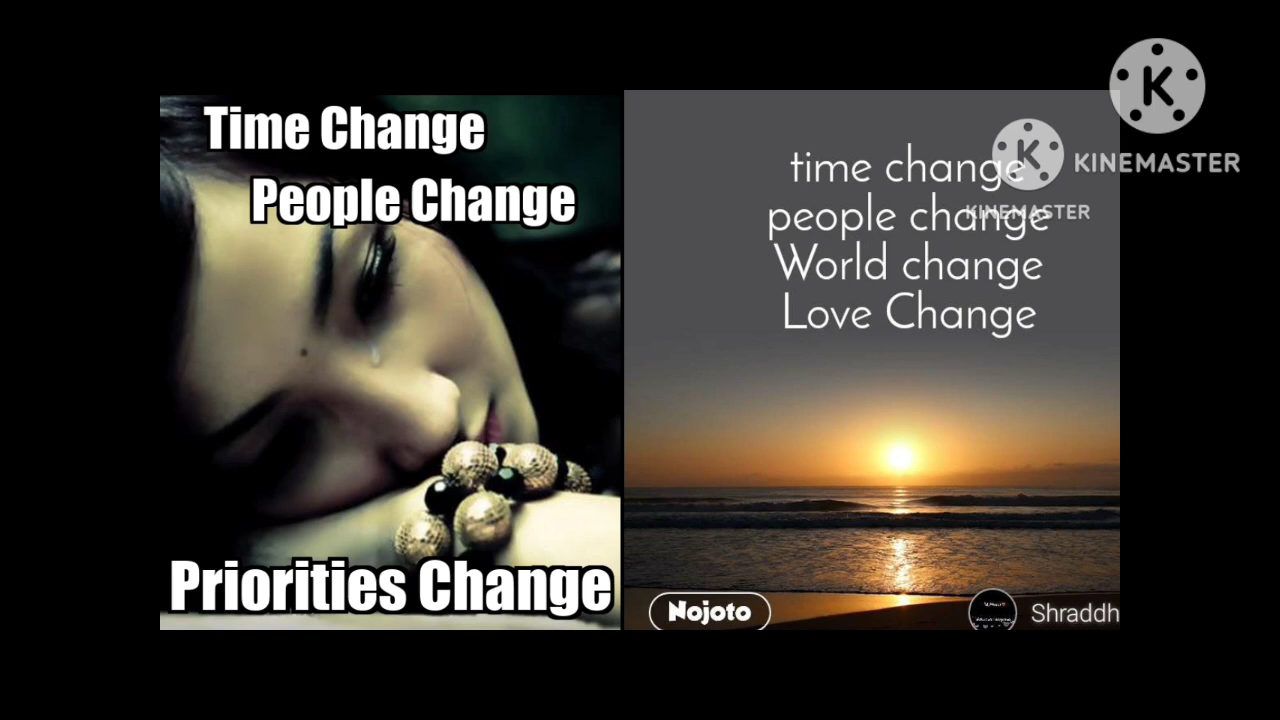 Time Change
People Change
Priorities Change
time change
people change
World change
Love Change
Nojoto
Shraddh
K
KINEMASTER
K
KINEMASTER